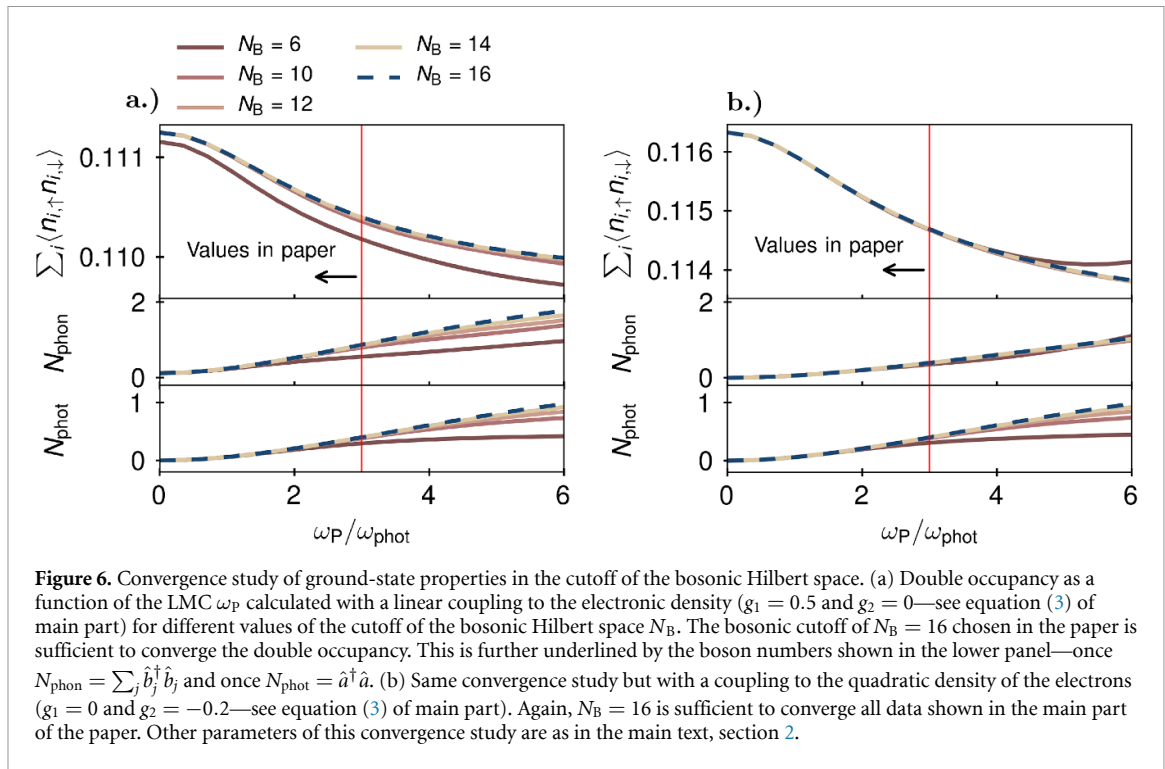 N_B = 6
N_B = 14
N_B = 10
N_B = 16
N_B = 12
a.)
b.)
0.111
0.110
∑_i ⟨n_{i,↑} n_{i,↓}⟩
Values in paper
2
0
N_phon
1
0
N_phot
0 2 4 6
ω_P/ω_phot
0.116
0.115
0.114
∑_i ⟨n_{i,↑} n_{i,↓}⟩
Values in paper
2
0
N_phon
1
0
N_phot
0 2 4 6
ω_P/ω_phot
Figure 6. Convergence study of ground-state properties in the cutoff of the bosonic Hilbert space. (a) Double occupancy as a
function of the LMC ω_P calculated with a linear coupling to the electronic density (g_1 = 0.5 and g_2 = 0—see equation (3) of
main part) for different values of the cutoff of the bosonic Hilbert space N_B. The bosonic cutoff of N_B = 16 chosen in the paper is
sufficient to converge the double occupancy. This is further underlined by the boson numbers shown in the lower panel—once
N_phon = ∑_j b̂_j^† b̂_j and once N_phot = â^† â. (b) Same convergence study but with a coupling to the quadratic density of the electrons
(g_1 = 0 and g_2 = −0.2—see equation (3) of main part). Again, N_B = 16 is sufficient to converge all data shown in the main part
of the paper. Other parameters of this convergence study are as in the main text, section 2.